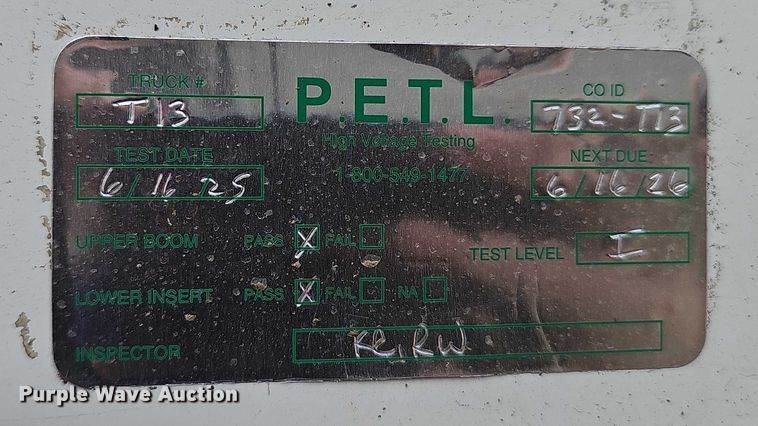 TRUCK # P.E.T.L. CO ID
T13 732-T13
High Voltage Testing
TEST DATE NEXT DUE
6/16/25 1-800-549-1477 6/16/26
UPPER BOOM PASS X FAIL TEST LEVEL I
LOWER INSERT PASS X FAIL NA
INSPECTOR RW
Purple Wave Auction